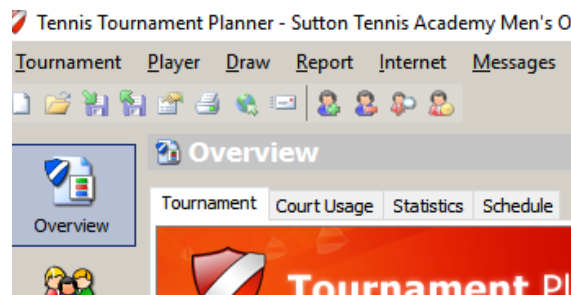 Tennis Tournament Planner - Sutton Tennis Academy Men's O
Tournament Player Draw Report Internet Messages
Overview
Tournament Court Usage Statistics Schedule
Overview
Tournament Pl